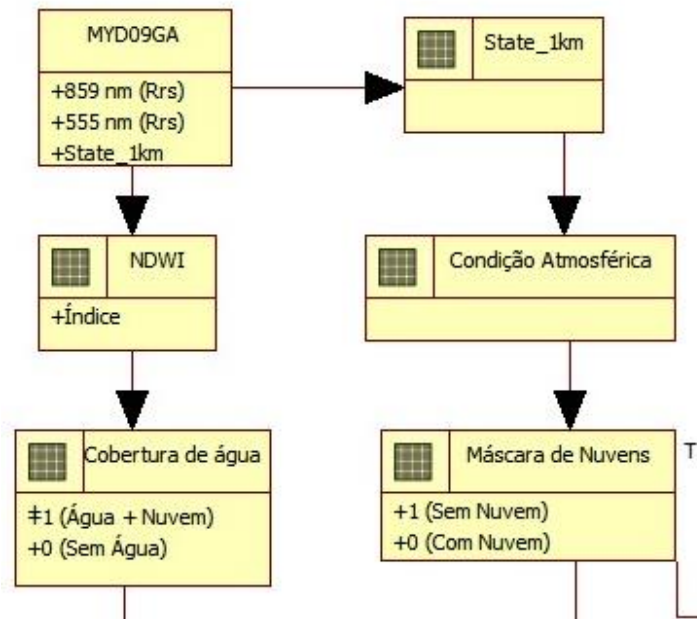 MYD09GA
+859 nm (Rrs)
+555 nm (Rrs)
+State_1km
State_1km
NDWI
+Índice
Condição Atmosférica
Cobertura de água
+1 (Água + Nuvem)
+0 (Sem Água)
Máscara de Nuvens
+1 (Sem Nuvem)
+0 (Com Nuvem)
T